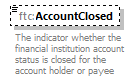 ftc:AccountClosed
The indicator whether the
financial institution account
status is closed for the
account holder or payee